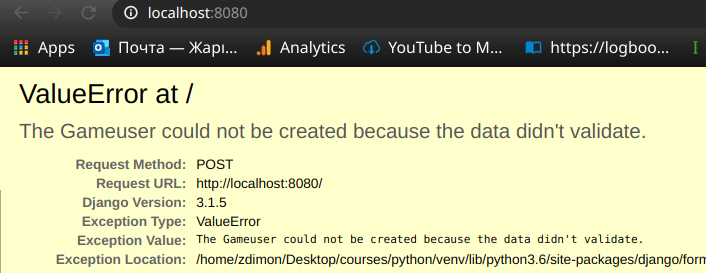 localhost:8080
Apps Почта — Жарı... Analytics YouTube to M... https://logboo...
ValueError at /
The Gameuser could not be created because the data didn't validate.
Request Method: POST
Request URL: http://localhost:8080/
Django Version: 3.1.5
Exception Type: ValueError
Exception Value: The Gameuser could not be created because the data didn't validate.
Exception Location: /home/zdimon/Desktop/courses/python/venv/lib/python3.6/site-packages/django/form